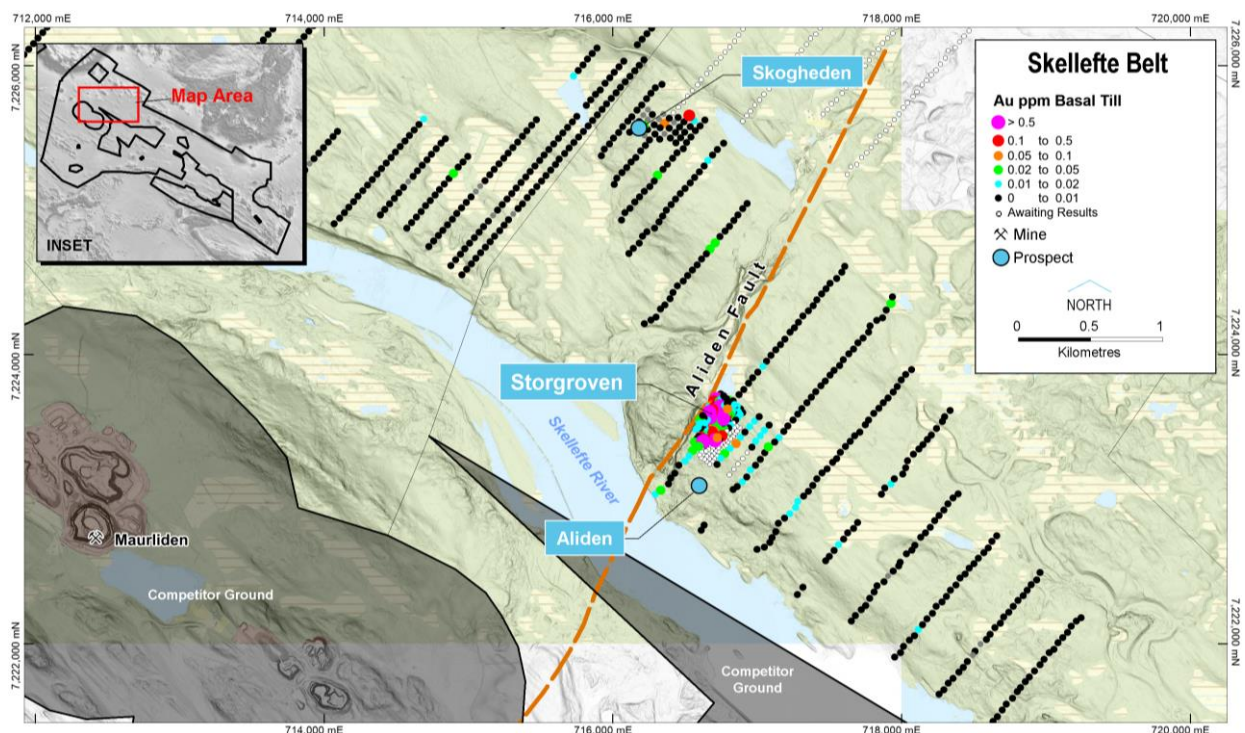 712,000 mE
714,000 mE
716,000 mE
718,000 mE
720,000 mE
7,226,000 mN
7,226,000 mN
Map Area
INSET
Skogheden
Skellefte Belt
Au ppm Basal Till
> 0.5
0.1 to 0.5
0.05 to 0.1
0.02 to 0.05
0.01 to 0.02
0 to 0.01
Awaiting Results
Mine
Prospect
NORTH
0 0.5 1
Kilometres
Aliden Fault
7,224,000 mN
7,224,000 mN
Storgroven
Skellefte River
Aliden
Maurliden
Competitor Ground
7,222,000 mN
7,222,000 mN
Competitor
Ground
714,000 mE
716,000 mE
718,000 mE
720,000 mE